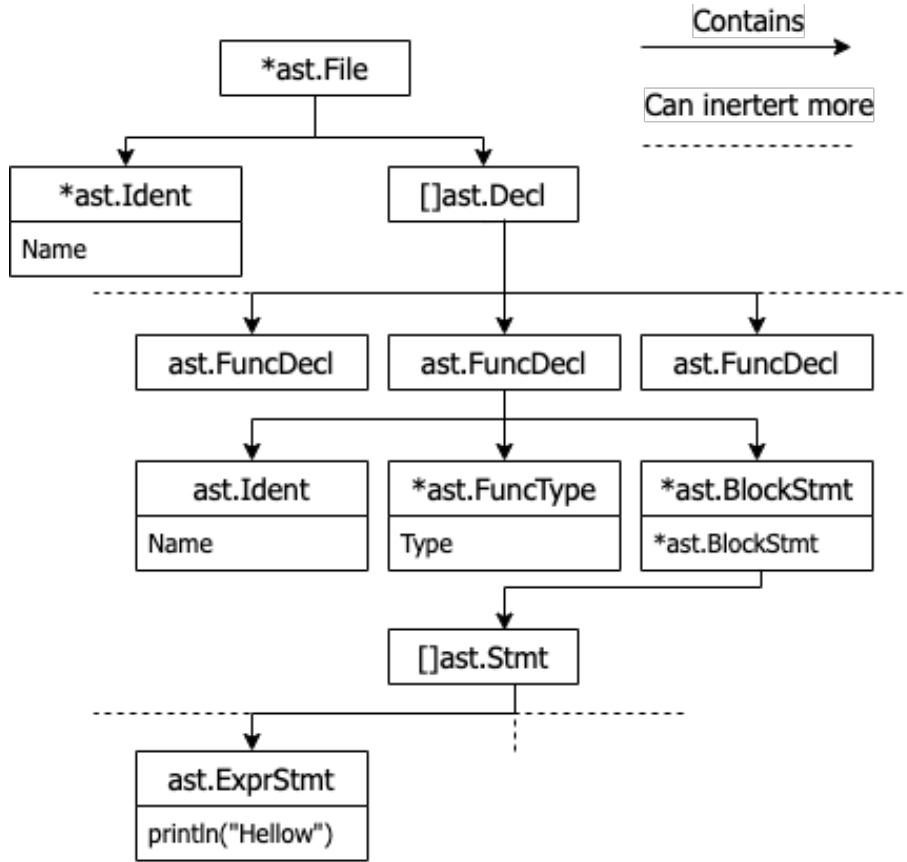 Contains
*ast.File
Can inertert more
*ast.Ident
[]ast.Decl
Name
ast.FuncDecl
ast.FuncDecl
ast.FuncDecl
ast.Ident
*ast.FuncType
*ast.BlockStmt
Name
Type
*ast.BlockStmt
[]ast.Stmt
ast.ExprStmt
println("Hellow")